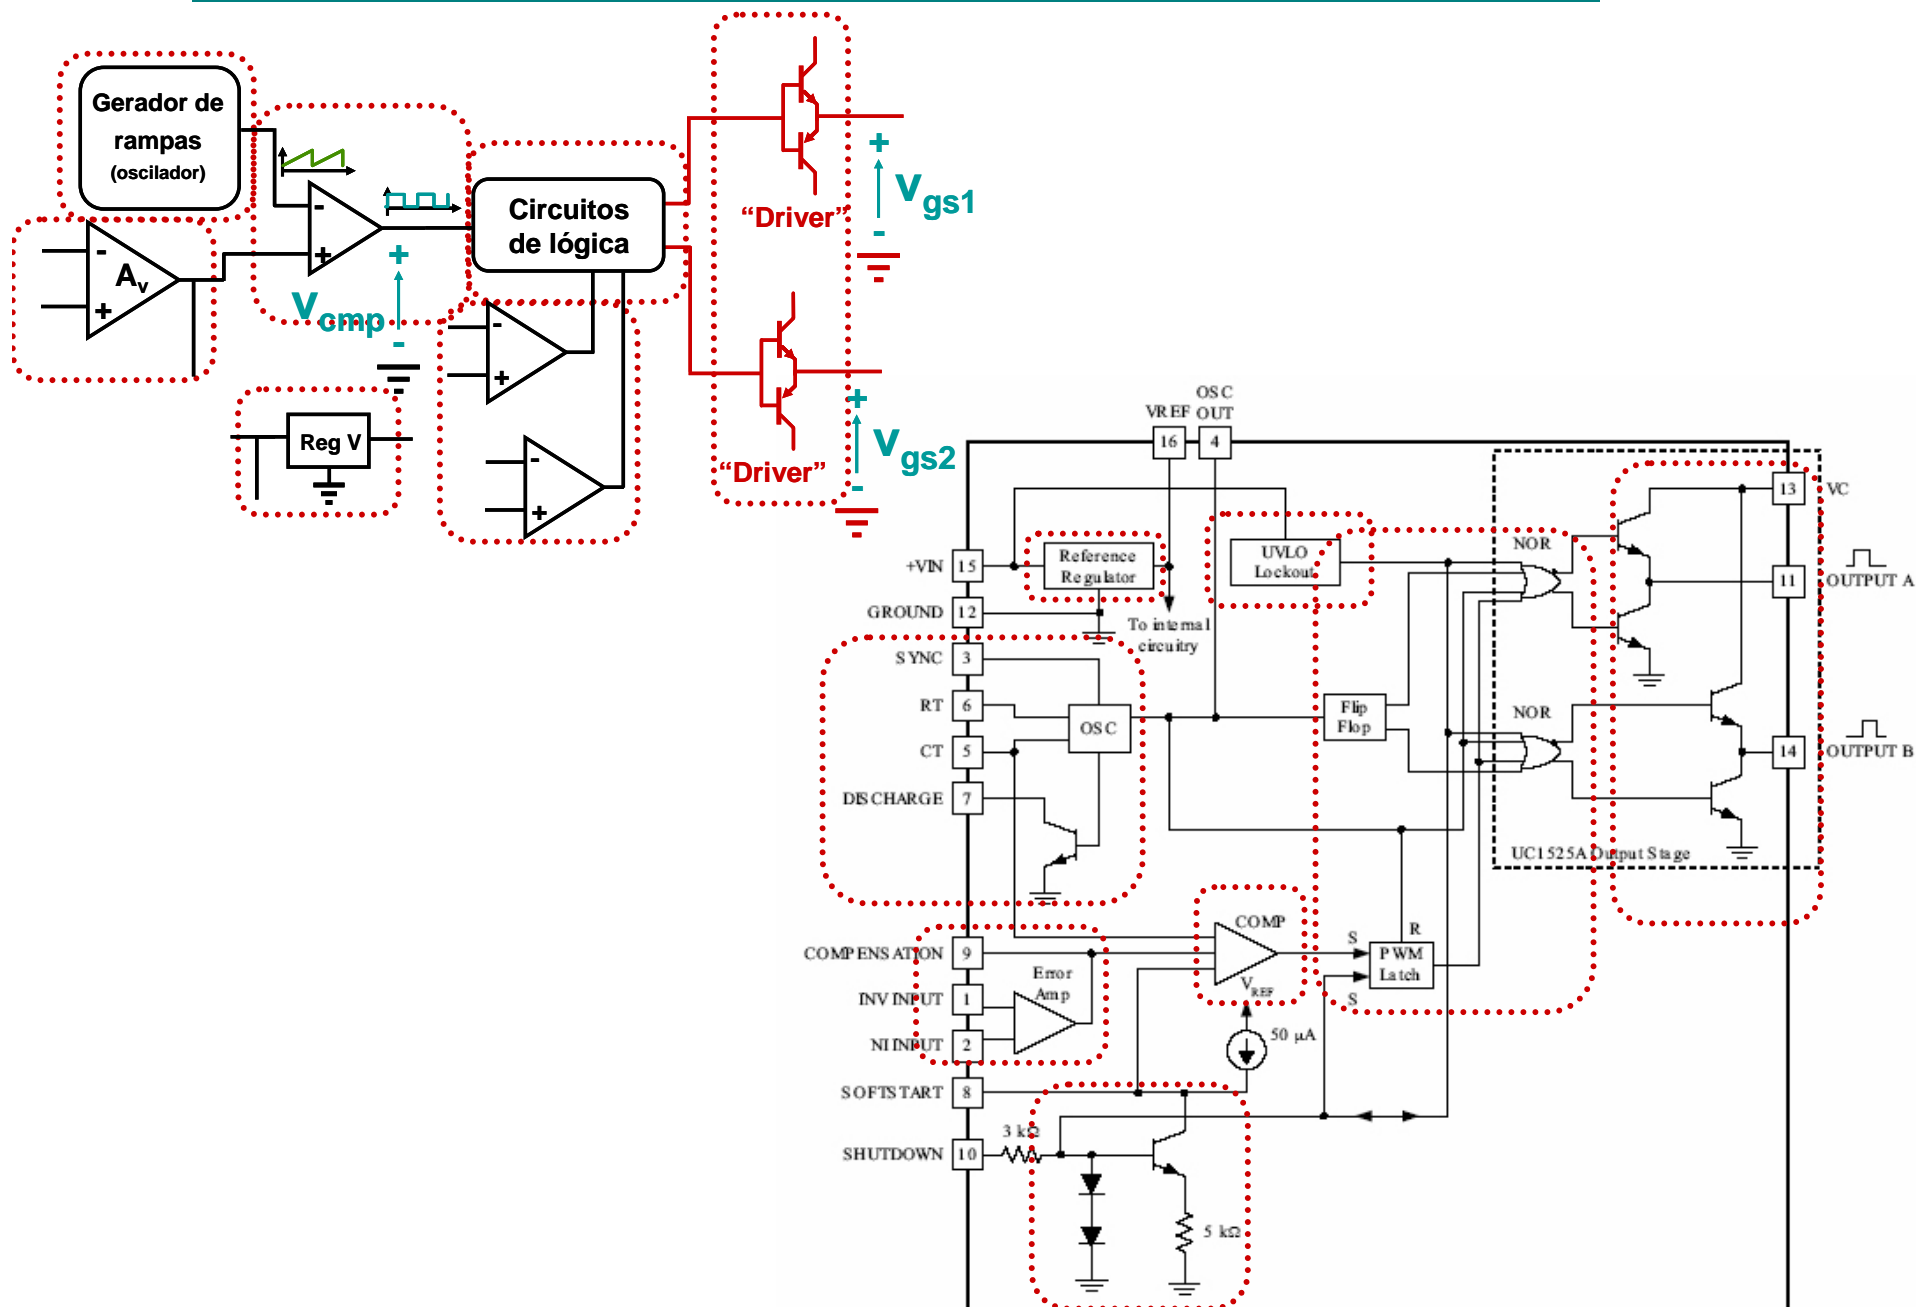 Gerador de
rampas
(oscilador)
-
+
Av
-
+
Vcmp
+
-
Circuitos
de lógica
"Driver"
+
Vgs1
-
-
+
-
+
Reg V
"Driver"
+
Vgs2
-
VREF
OSC
OUT
16
4
13
VC
NOR
+VIN
15
Reference
Regulator
UVLO
Lockout
11
OUTPUT A
GROUND
12
To internal
circuitry
SYNC
3
RT
6
OSC
Flip
Flop
NOR
CT
5
14
OUTPUT B
DISCHARGE
7
UC1525A Output Stage
COMP
R
S
COMPENSATION
9
PWM
Latch
Error
Amp
VREF
S
INV INPUT
1
NI INPUT
2
50 µA
SOFTSTART
8
3 kΩ
SHUTDOWN
10
5 kΩ